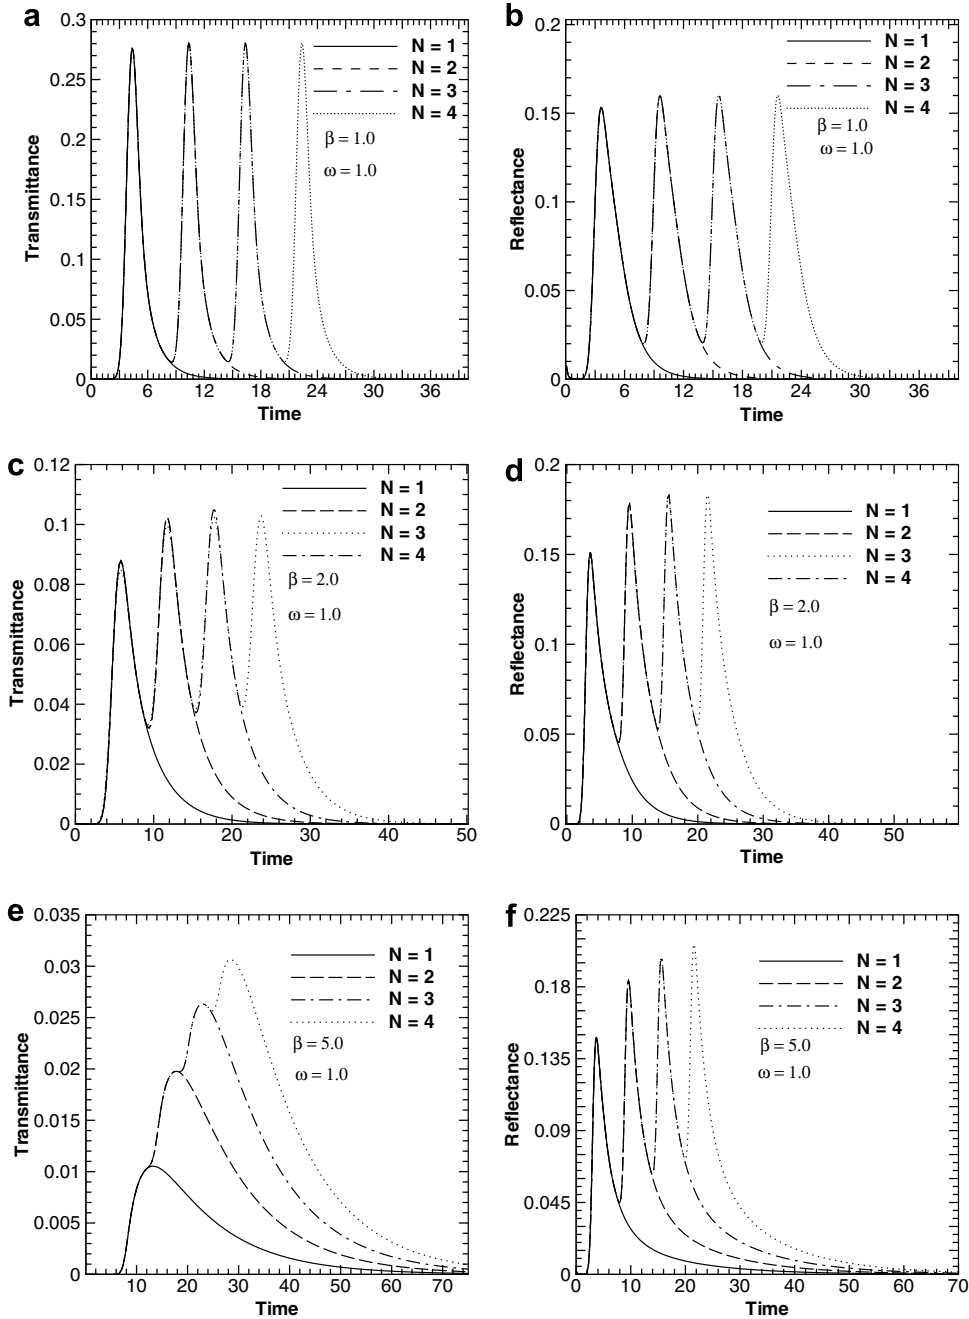 a
0.3
0.25
0.2
0.15
0.1
0.05
0
Transmittance
0
6
12
18
24
30
36
Time
N = 1
N = 2
N = 3
N = 4
β = 1.0
ω = 1.0
b
0.2
0.15
0.1
0.05
0
Reflectance
0
6
12
18
24
30
36
Time
N = 1
N = 2
N = 3
N = 4
β = 1.0
ω = 1.0
c
0.12
0.1
0.08
0.06
0.04
0.02
0
Transmittance
0
10
20
30
40
50
Time
N = 1
N = 2
N = 3
N = 4
β = 2.0
ω = 1.0
d
0.2
0.15
0.1
0.05
0
Reflectance
0
10
20
30
40
50
Time
N = 1
N = 2
N = 3
N = 4
β = 2.0
ω = 1.0
e
0.035
0.03
0.025
0.02
0.015
0.01
0.005
0
Transmittance
10
20
30
40
50
60
70
Time
N = 1
N = 2
N = 3
N = 4
β = 5.0
ω = 1.0
f
0.225
0.18
0.135
0.09
0.045
0
Reflectance
0
10
20
30
40
50
60
70
Time
N = 1
N = 2
N = 3
N = 4
β = 5.0
ω = 1.0